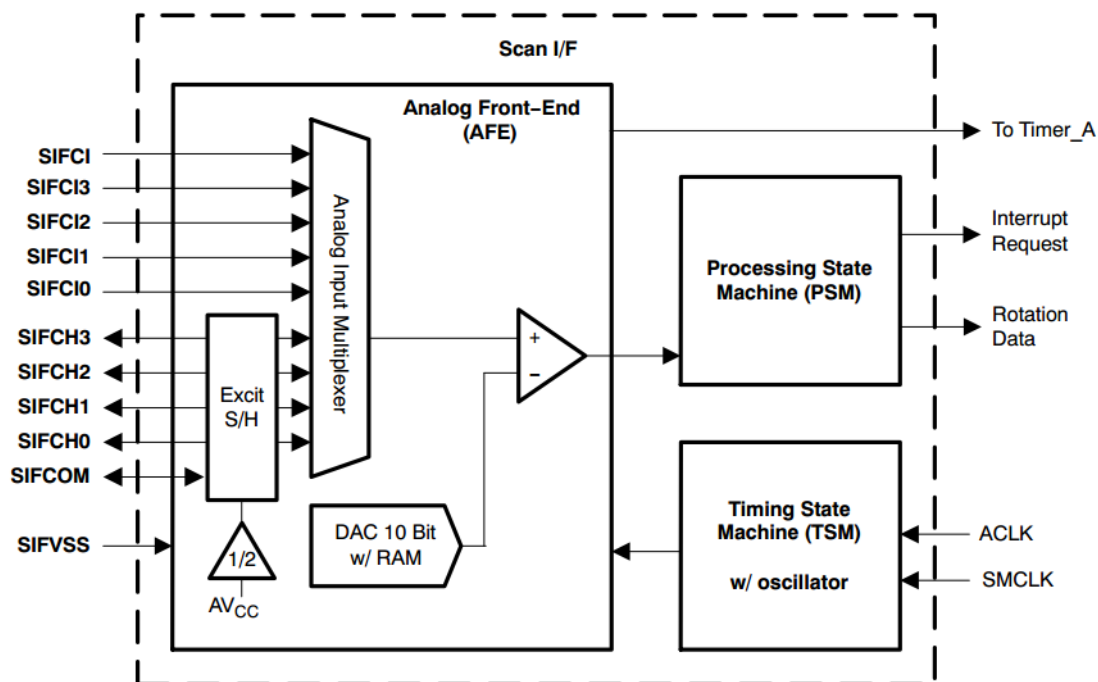 Scan I/F
Analog Front−End
(AFE)
To Timer_A
SIFCI
SIFCI3
SIFCI2
SIFCI1
SIFCI0
SIFCH3
SIFCH2
SIFCH1
SIFCH0
SIFCOM
SIFVSS
Analog Input Multiplexer
Excit
S/H
1/2
AVCC
+
−
DAC 10 Bit
w/ RAM
Processing State
Machine (PSM)
Interrupt
Request
Rotation
Data
Timing State
Machine (TSM)
w/ oscillator
ACLK
SMCLK